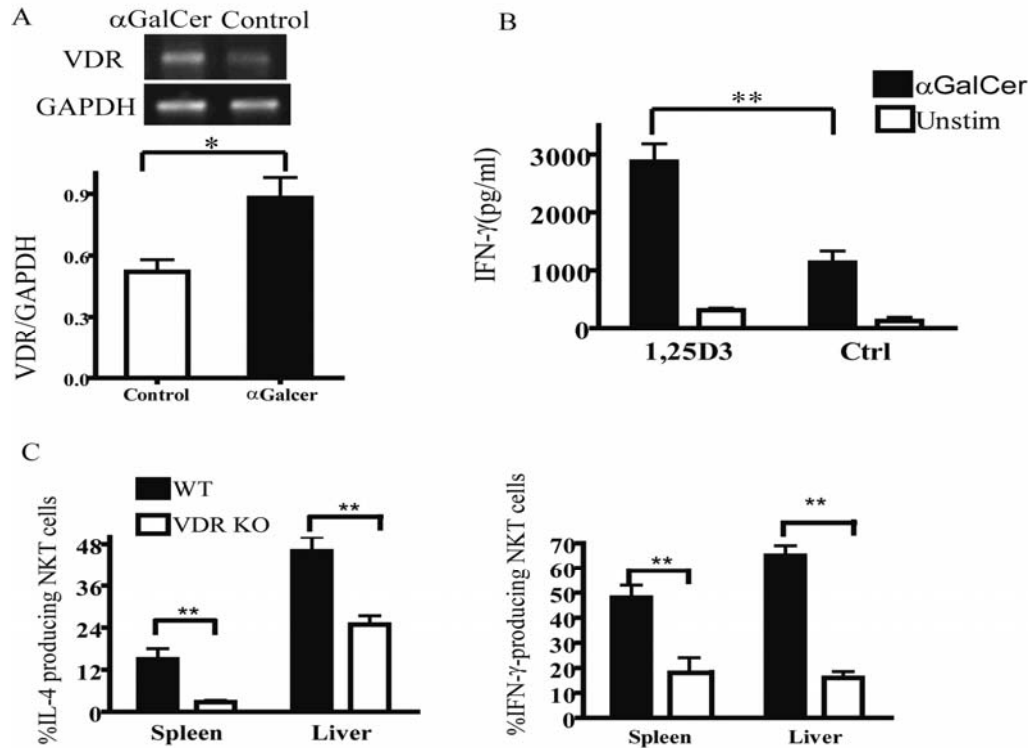 A
αGalCer Control
VDR
GAPDH
*
VDR/GAPDH
0.9
0.6
0.3
0.0
Control
αGalcer
B
αGalCer
Unstim
**
IFN-γ(pg/ml)
3000
2000
1000
0
1,25D3
Ctrl
C
WT
VDR KO
%IL-4 producing NKT cells
48
36
24
12
0
**
**
Spleen
Liver
%IFN-γ-producing NKT cells
70
60
50
40
30
20
10
0
**
**
Spleen
Liver